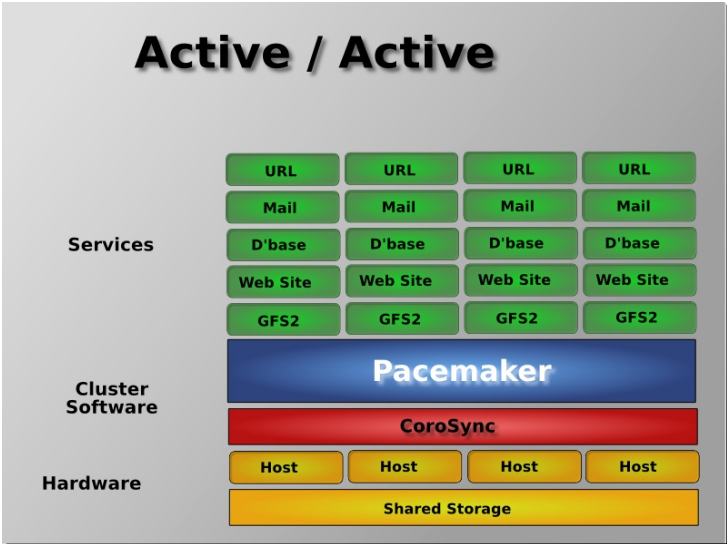 Active / Active
URL URL URL URL
Mail Mail Mail Mail
Services
D'base D'base D'base D'base
Web Site Web Site Web Site Web Site
GFS2 GFS2 GFS2 GFS2
Pacemaker
Cluster
Software
CoroSync
Host Host Host Host
Hardware
Shared Storage